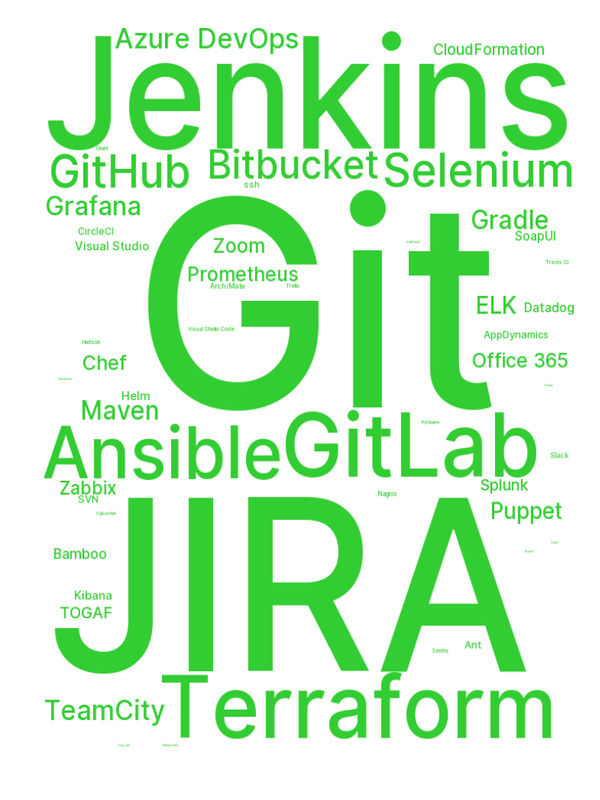 Azure DevOps
CloudFormation
Jenkins
GitHub
Bitbucket
Selenium
ssh
Grafana
Gradle
CircleCI
SoapUI
Visual Studio
Zoom
Git
Travis CI
Prometheus
ArchiMate
Trello
ELK
Datadog
Visual Studio Code
AppDynamics
Hudson
Chef
Office 365
Helm
Maven
PyCharm
Ansible
GitLab
Slack
Zabbix
Splunk
SVN
Nagios
Puppet
JIRA
Bamboo
Kibana
TOGAF
Ant
Sentry
Terraform
TeamCity